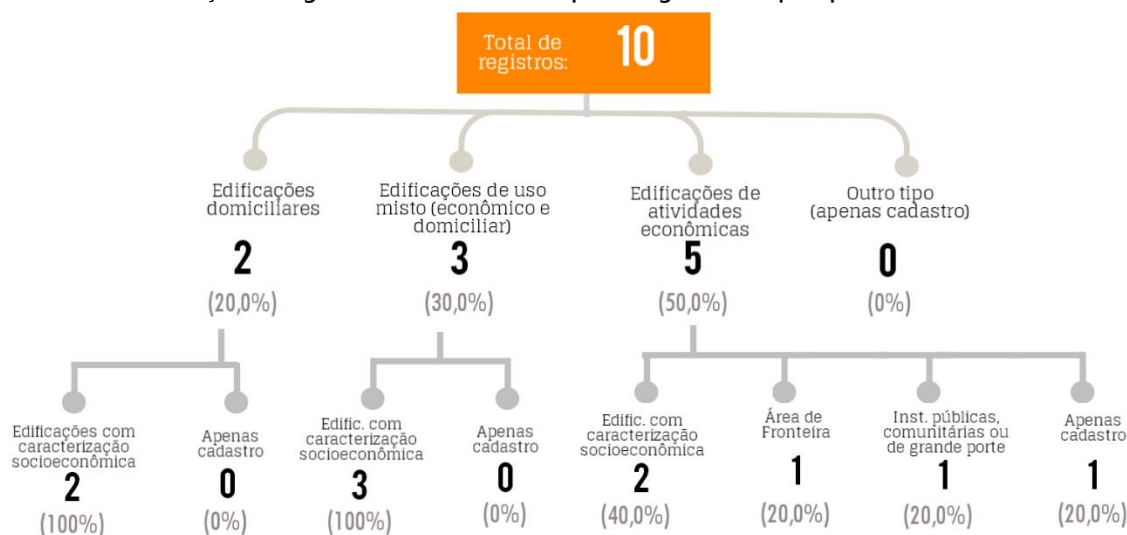 Total de
registros:
10
Edificações
domiciliares
2
(20,0%)
Edificações de uso
misto (econômico e
domiciliar)
3
(30,0%)
Edificações de
atividades
econômicas
5
(50,0%)
Outro tipo
(apenas cadastro)
0
(0%)
Edificações com
caracterização
socioeconômica
2
(100%)
Apenas
cadastro
0
(0%)
Edific. com
caracterização
socioeconômica
3
(100%)
Apenas
cadastro
0
(0%)
Edific. com
caracterização
socioeconômica
2
(40,0%)
Área de
Fronteira
1
(20,0%)
Inst. públicas,
comunitárias ou
de grande porte
1
(20,0%)
Apenas
cadastro
1
(20,0%)